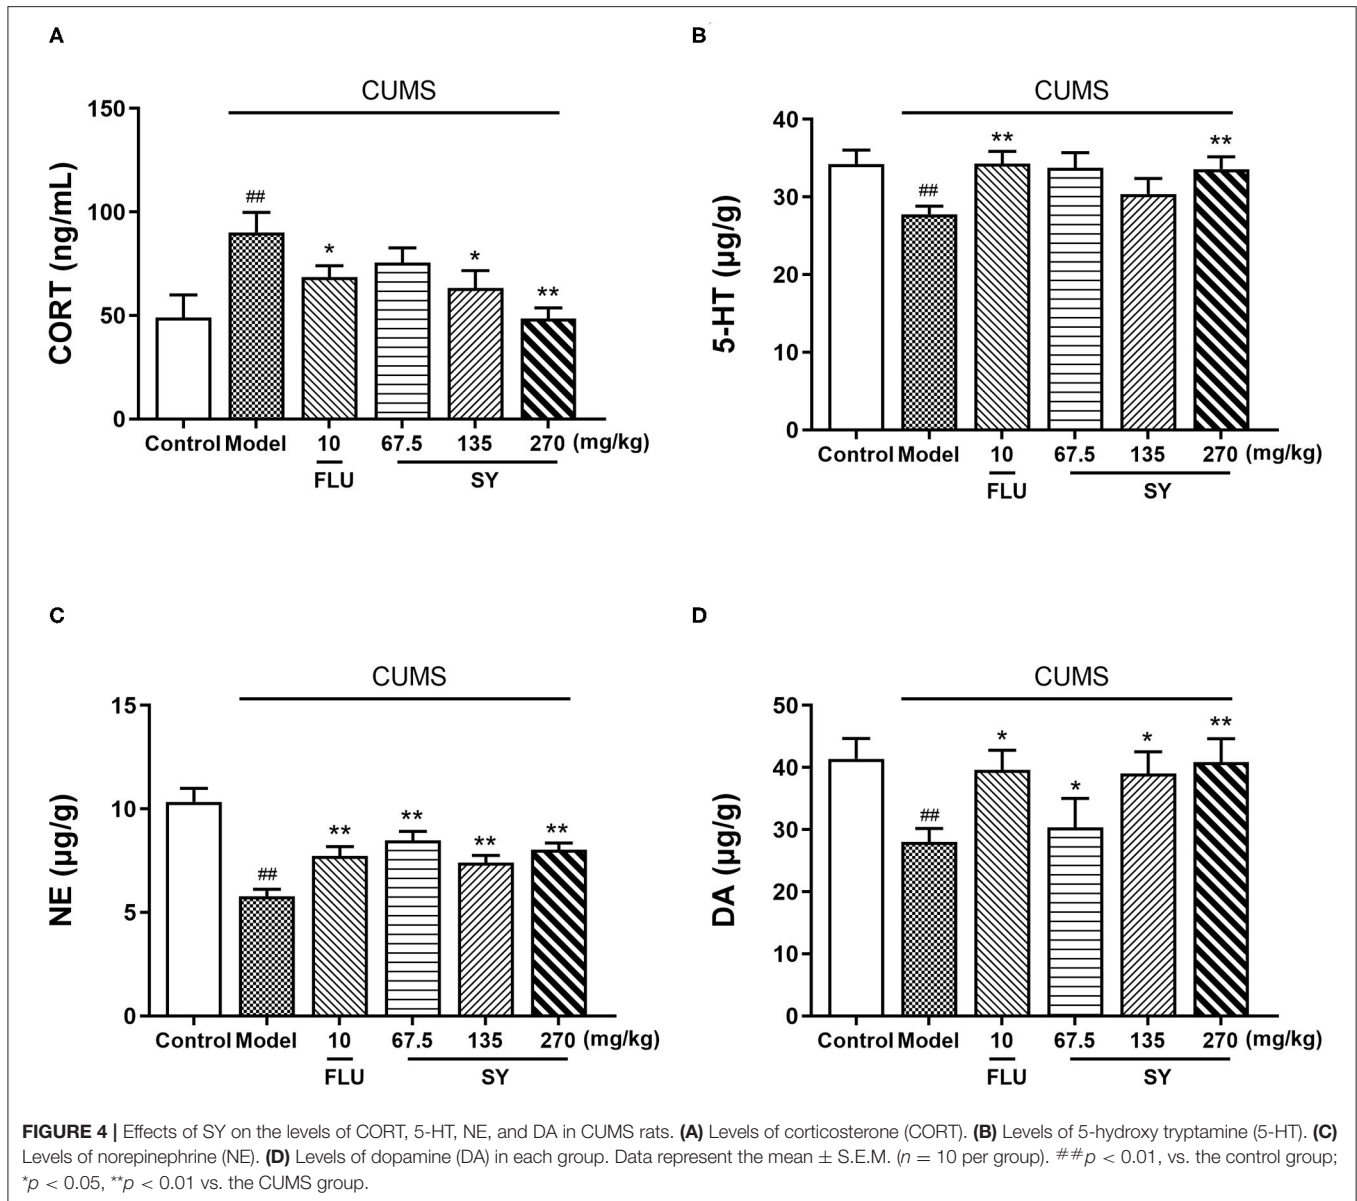 A
CUMS
CORT (ng/mL)
150
100
50
0
##
*
*
**
Control Model 10 67.5 135 270 (mg/kg)
FLU SY
B
CUMS
5-HT (µg/g)
40
30
20
10
0
##
**
**
Control Model 10 67.5 135 270 (mg/kg)
FLU SY
C
CUMS
NE (µg/g)
15
10
5
0
##
**
**
**
**
Control Model 10 67.5 135 270 (mg/kg)
FLU SY
D
CUMS
DA (µg/g)
50
40
30
20
10
0
##
*
*
*
**
Control Model 10 67.5 135 270 (mg/kg)
FLU SY
FIGURE 4 | Effects of SY on the levels of CORT, 5-HT, NE, and DA in CUMS rats. (A) Levels of corticosterone (CORT). (B) Levels of 5-hydroxy tryptamine (5-HT). (C)
Levels of norepinephrine (NE). (D) Levels of dopamine (DA) in each group. Data represent the mean ± S.E.M. (n = 10 per group). ##p < 0.01, vs. the control group;
*p < 0.05, **p < 0.01 vs. the CUMS group.